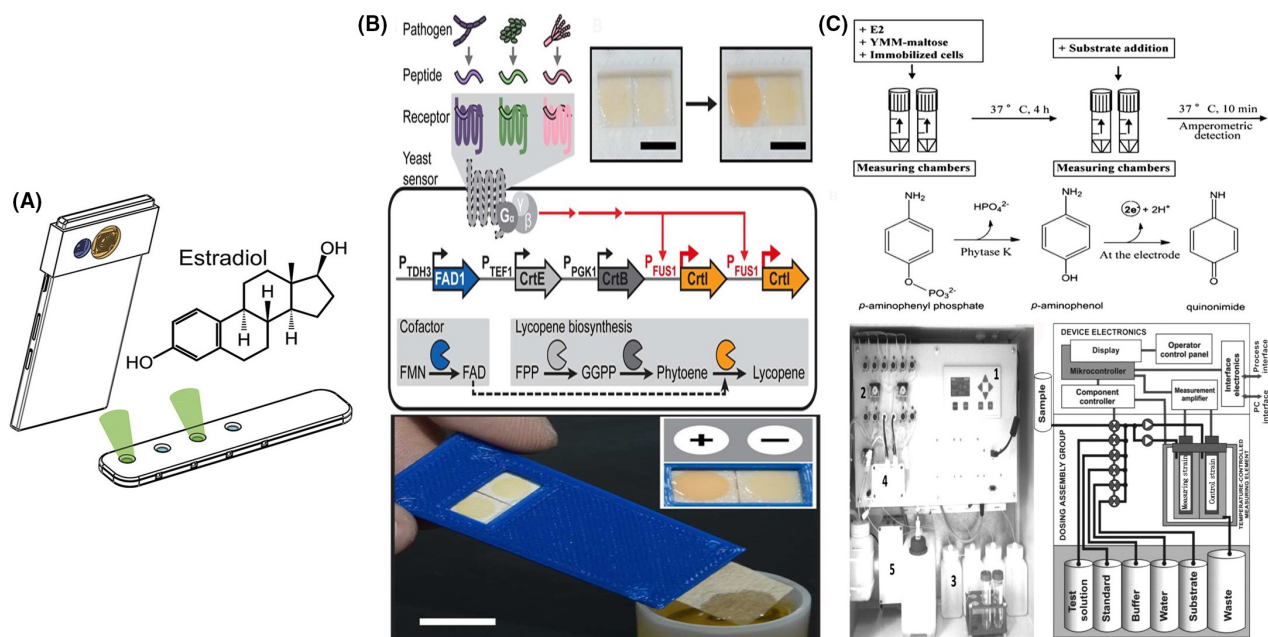 (A)
Estradiol
OH
H
H
H
H
HO
(B)
Pathogen
Peptide
Receptor
Yeast
sensor
Gα
γ
β
PTDH3
FAD1
PTEF1
CrtE
PPGK1
CrtB
PFUS1
CrtI
PFUS1
CrtI
Cofactor
FMN
FAD
Lycopene biosynthesis
FPP
GGPP
Phytoene
Lycopene
+
−
(C)
+ E2
+ YMM-maltose
+ Immobilized cells
37° C, 4 h
+ Substrate addition
37° C, 10 min
Amperometric
detection
Measuring chambers
Measuring chambers
NH2
O
PO3 2-
p-aminophenyl phosphate
HPO4 2-
Phytase K
NH2
OH
p-aminophenol
2e- + 2H+
At the electrode
NH
O
quinonimide
1
2
3
4
5
DEVICE ELECTRONICS
Display
Operator
control panel
Mikrocontroller
Component
controller
Measurement
amplifier
Interface
electronics
Process
interface
PC
interface
Sample
DOSING ASSEMBLY GROUP
Measuring strain
Control strain
TEMPERATURE-CONTROLLED
MEASURING ELEMENT
Test
solution
Standard
Buffer
Water
Substrate
Waste